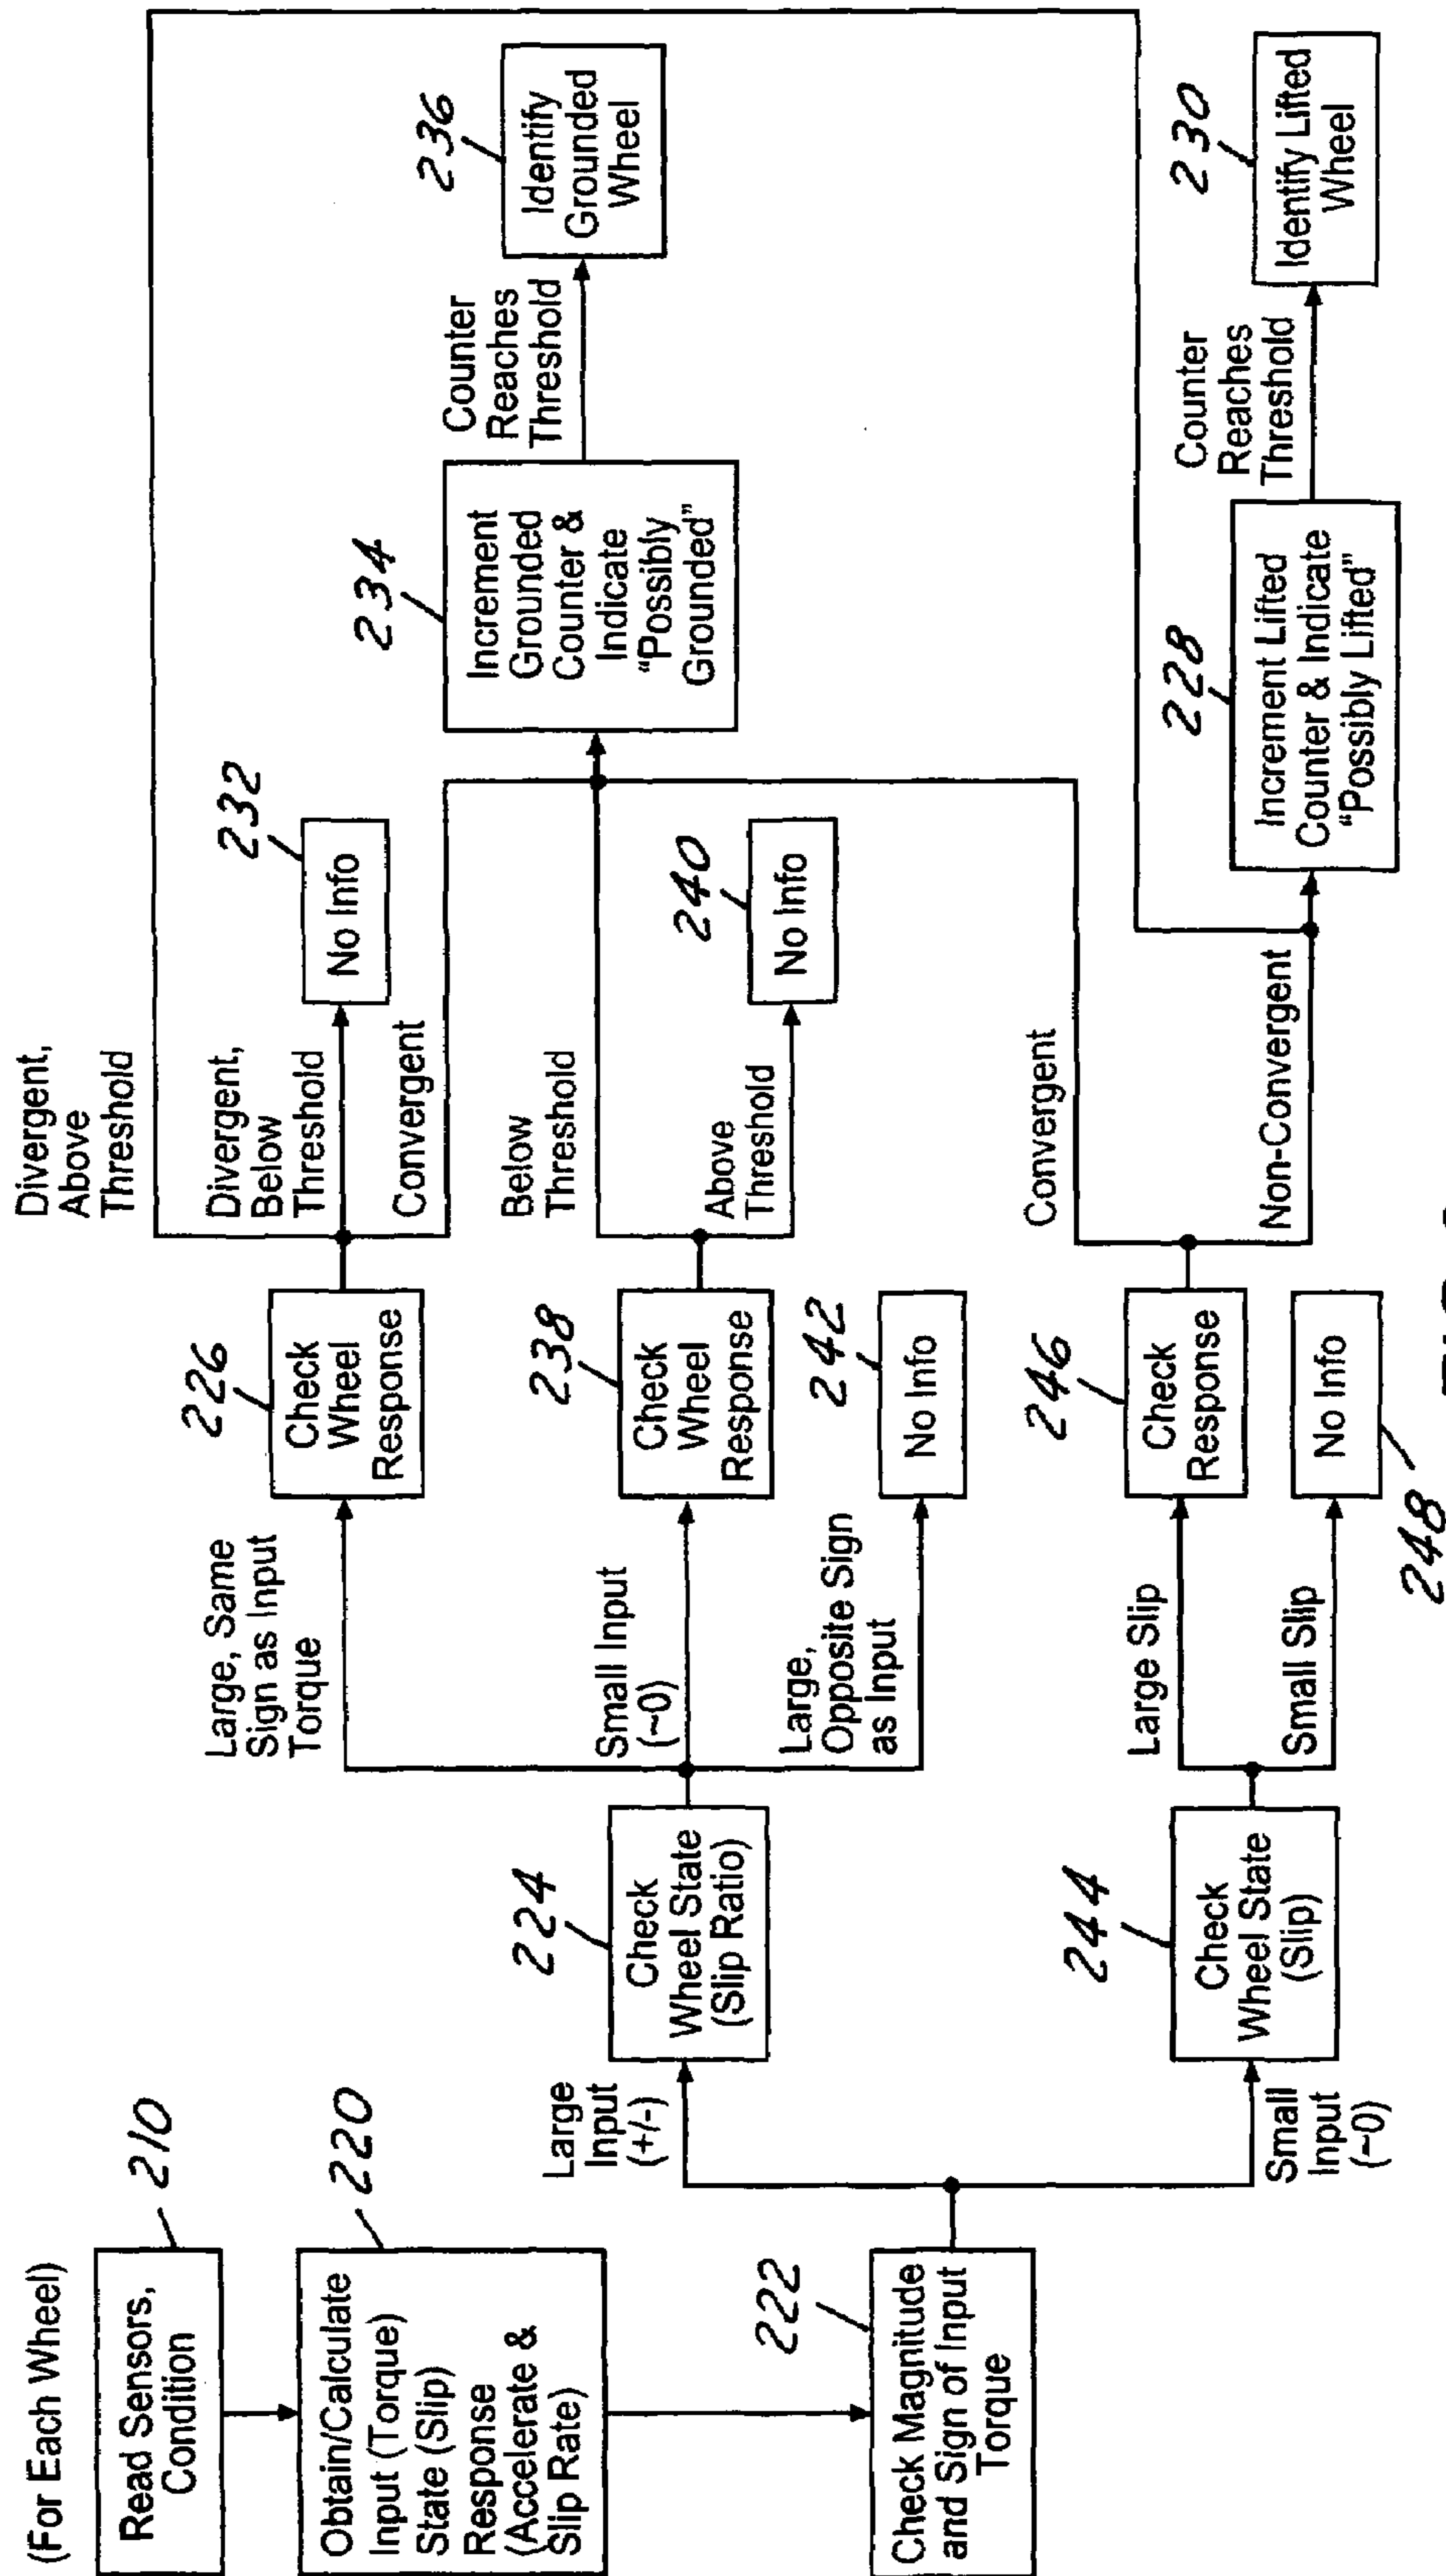 (For Each Wheel)
Read Sensors,
Condition
210
Obtain/Calculate
Input (Torque)
State (Slip)
Response
(Accelerate &
Slip Rate)
220
Check Magnitude
and Sign of Input
Torque
222
Large
Input
(+/-)
Small
Input
(~0)
Check
Wheel State
(Slip Ratio)
224
Check
Wheel State
(Slip)
244
Large, Same
Sign as Input
Torque
Small Input
(~0)
Large,
Opposite Sign
as Input
Large Slip
Small Slip
Check
Wheel
Response
226
Check
Wheel
Response
238
No Info
242
Check
Response
246
No Info
248
Divergent,
Above
Threshold
Divergent,
Below
Threshold
Convergent
Below
Threshold
Above
Threshold
Convergent
Non-Convergent
No Info
232
No Info
240
Increment
Grounded
Counter &
Indicate
“Possibly
Grounded”
234
Increment Lifted
Counter & Indicate
“Possibly Lifted”
228
Counter
Reaches
Threshold
Counter
Reaches
Threshold
Identify
Grounded
Wheel
236
Identify Lifted
Wheel
230